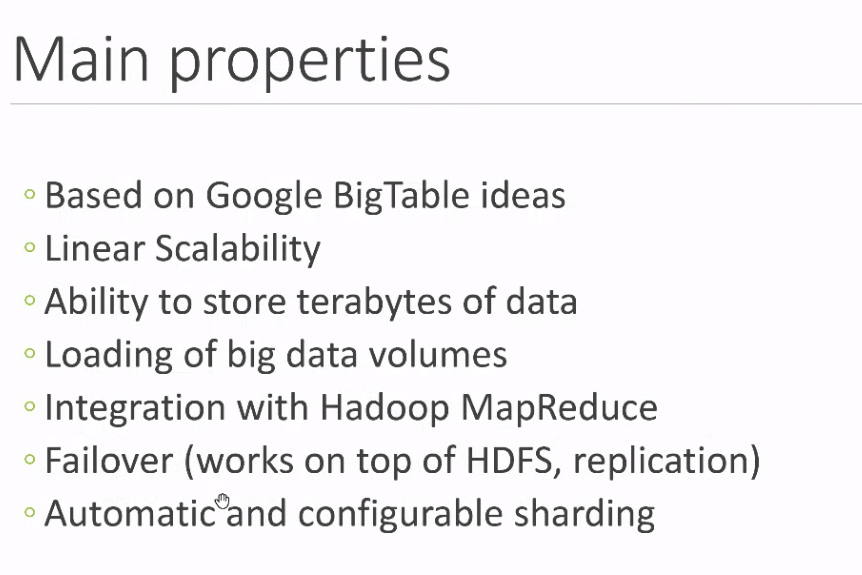 Main properties
Based on Google BigTable ideas
Linear Scalability
Ability to store terabytes of data
Loading of big data volumes
Integration with Hadoop MapReduce
Failover (works on top of HDFS, replication)
Automatic and configurable sharding